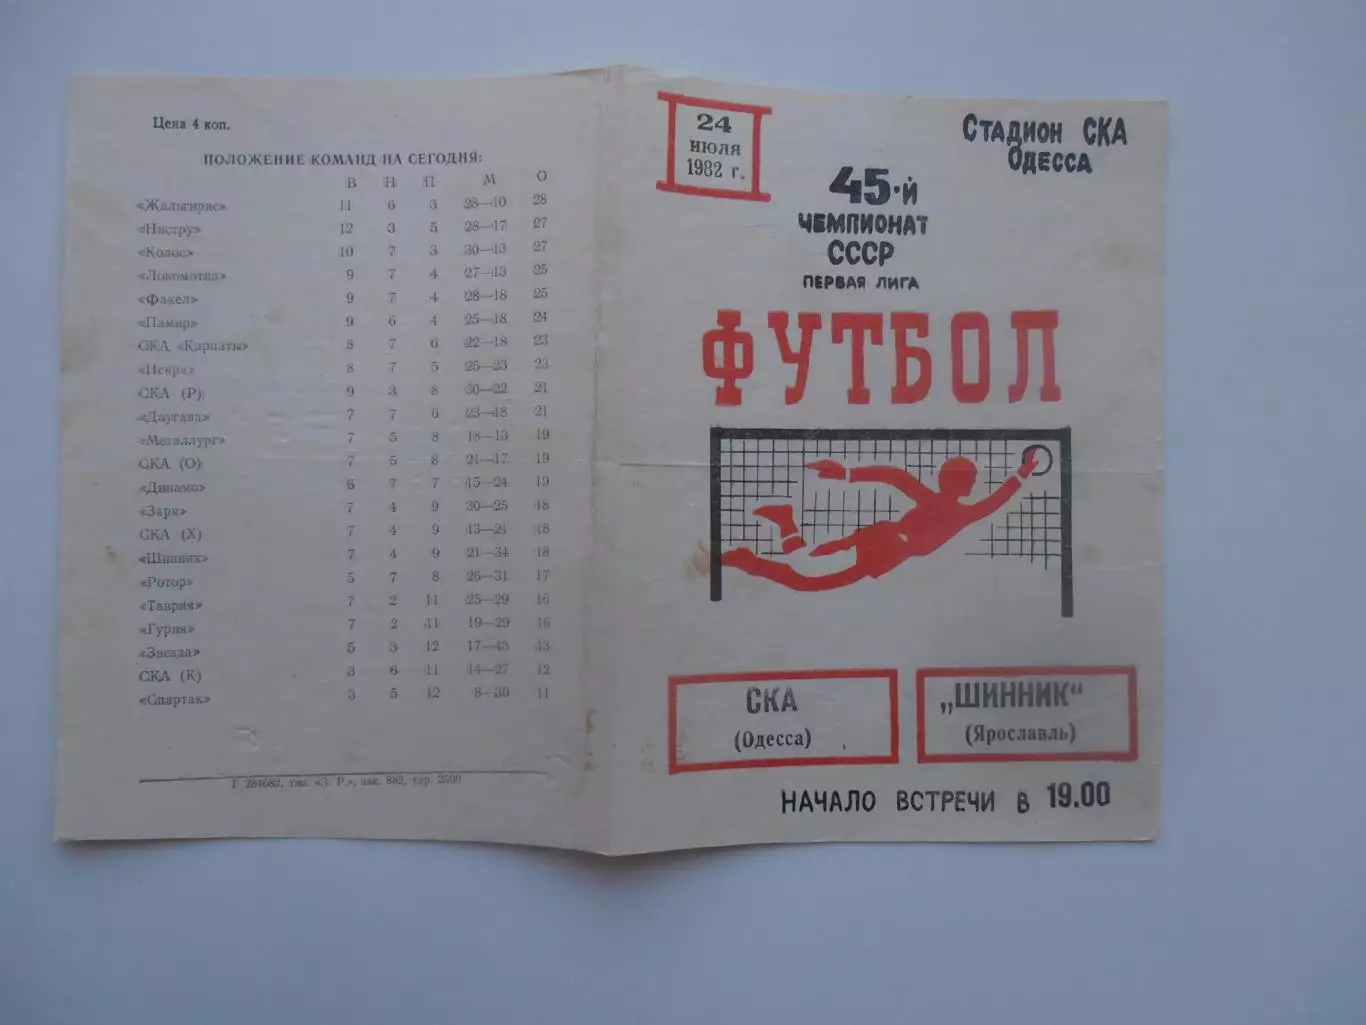 Цена 4 коп.
ПОЛОЖЕНИЕ КОМАНД НА СЕГОДНЯ:
В Н П М О
«Жальгирис» 11 6 3 28—10 28
«Нистру» 12 3 5 28—17 27
«Колос» 10 7 3 30—13 27
«Локомотив» 9 7 4 27—13 25
«Факел» 9 7 4 28—18 25
«Памир» 9 6 4 25—18 24
СКА «Карпаты» 8 7 6 22—18 23
«Искра» 8 7 5 25—23 23
СКА (Р) 9 3 8 30—22 21
«Даугава» 7 7 6 23—18 21
«Металлург» 7 5 8 18—13 19
СКА (О) 7 5 8 21—17 19
«Динамо» 6 7 7 15—24 19
«Заря» 7 4 9 30—25 18
СКА (Х) 7 4 9 13—21 18
«Шинник» 7 4 9 21—34 18
«Ротор» 5 7 8 26—31 17
«Таврия» 7 2 11 25—29 16
«Гурия» 7 2 11 19—29 16
«Звезда» 5 3 12 17—43 13
СКА (К) 3 6 11 14—27 12
«Спартак» 3 5 12 8—30 11
Г 284682, тип. «З. Р.», зак. 882, тир. 2500
24
ИЮЛЯ
1982 г.
СТАДИОН СКА
ОДЕССА
45-й
ЧЕМПИОНАТ
СССР
ПЕРВАЯ ЛИГА
ФУТБОЛ
СКА
(Одесса)
„ШИННИК“
(Ярославль)
НАЧАЛО ВСТРЕЧИ В 19.00